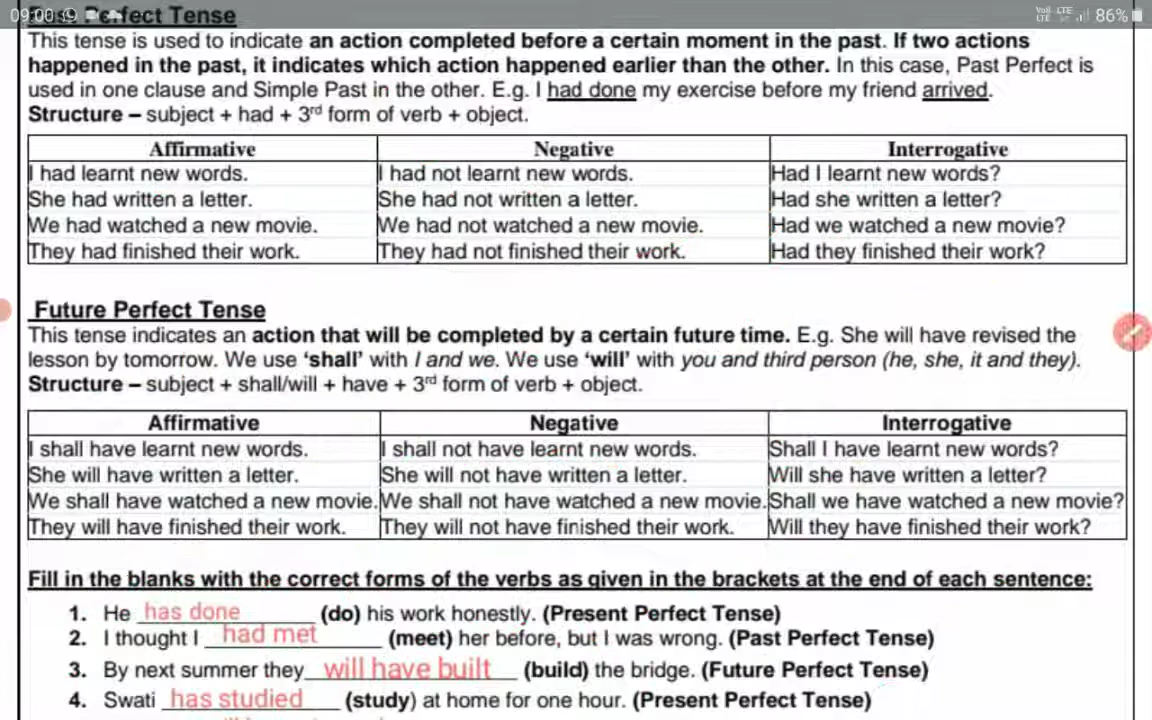 09:00
VoLTE LTE 86%
Past Perfect Tense
This tense is used to indicate an action completed before a certain moment in the past. If two actions
happened in the past, it indicates which action happened earlier than the other. In this case, Past Perfect is
used in one clause and Simple Past in the other. E.g. I had done my exercise before my friend arrived.
Structure – subject + had + 3rd form of verb + object.
Affirmative Negative Interrogative
I had learnt new words. I had not learnt new words. Had I learnt new words?
She had written a letter. She had not written a letter. Had she written a letter?
We had watched a new movie. We had not watched a new movie. Had we watched a new movie?
They had finished their work. They had not finished their work. Had they finished their work?
Future Perfect Tense
This tense indicates an action that will be completed by a certain future time. E.g. She will have revised the
lesson by tomorrow. We use ‘shall’ with I and we. We use ‘will’ with you and third person (he, she, it and they).
Structure – subject + shall/will + have + 3rd form of verb + object.
Affirmative Negative Interrogative
I shall have learnt new words. I shall not have learnt new words. Shall I have learnt new words?
She will have written a letter. She will not have written a letter. Will she have written a letter?
We shall have watched a new movie. We shall not have watched a new movie. Shall we have watched a new movie?
They will have finished their work. They will not have finished their work. Will they have finished their work?
Fill in the blanks with the correct forms of the verbs as given in the brackets at the end of each sentence:
1. He has done (do) his work honestly. (Present Perfect Tense)
2. I thought I had met (meet) her before, but I was wrong. (Past Perfect Tense)
3. By next summer they will have built (build) the bridge. (Future Perfect Tense)
4. Swati has studied (study) at home for one hour. (Present Perfect Tense)